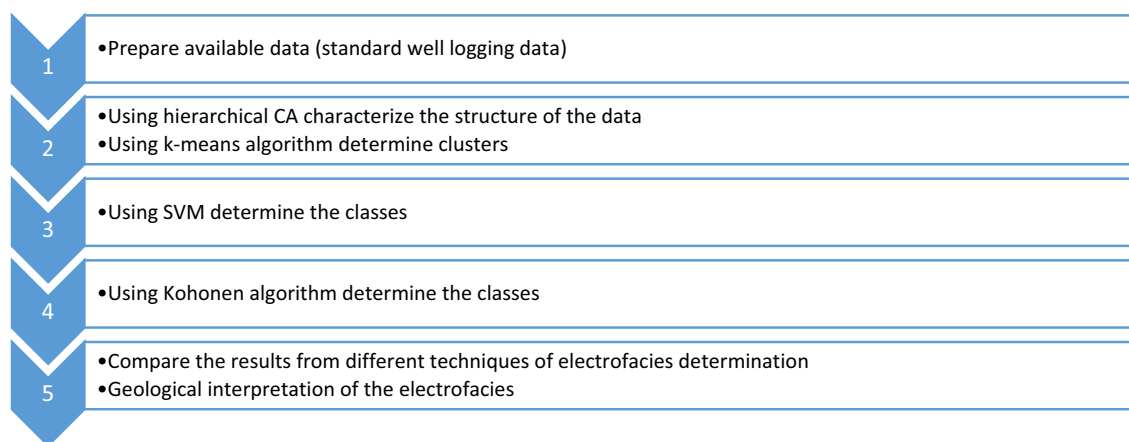 1
•Prepare available data (standard well logging data)
2
•Using hierarchical CA characterize the structure of the data
•Using k-means algorithm determine clusters
3
•Using SVM determine the classes
4
•Using Kohonen algorithm determine the classes
5
•Compare the results from different techniques of electrofacies determination
•Geological interpretation of the electrofacies